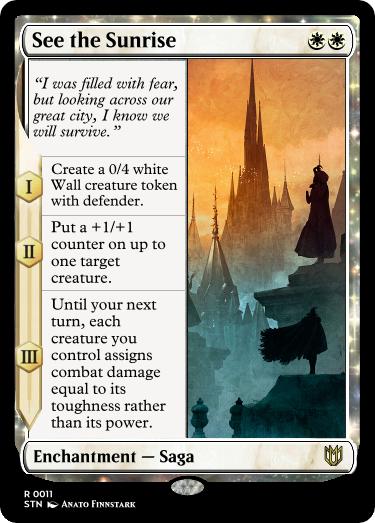 See the Sunrise
“I was filled with fear,
but looking across our
great city, I know we
will survive.”
I
Create a 0/4 white
Wall creature token
with defender.
II
Put a +1/+1
counter on up to
one target
creature.
III
Until your next
turn, each
creature you
control assigns
combat damage
equal to its
toughness rather
than its power.
Enchantment — Saga
R 0011
STN Anato Finnstark